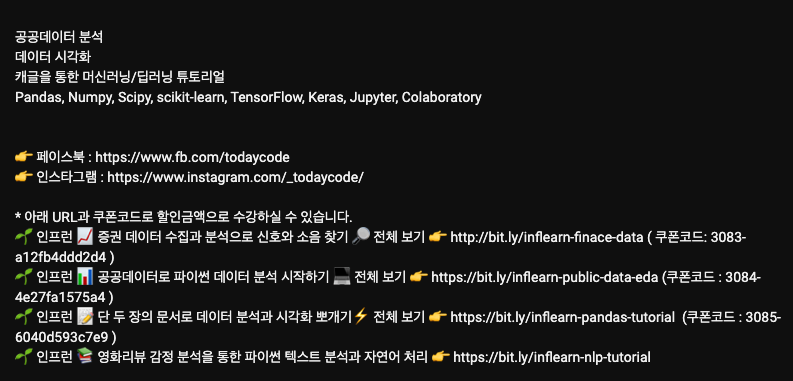 공공데이터 분석
데이터 시각화
캐글을 통한 머신러닝/딥러닝 튜토리얼
Pandas, Numpy, Scipy, scikit-learn, TensorFlow, Keras, Jupyter, Colaboratory
👉 페이스북 : https://www.fb.com/todaycode
👉 인스타그램 : https://www.instagram.com/_todaycode/
* 아래 URL과 쿠폰코드로 할인금액으로 수강하실 수 있습니다.
🌱 인프런 📈 증권 데이터 수집과 분석으로 신호와 소음 찾기 🔎 전체 보기 👉 http://bit.ly/inflearn-finace-data ( 쿠폰코드: 3083-
a12fb4ddd2d4 )
🌱 인프런 📊 공공데이터로 파이썬 데이터 분석 시작하기 💻 전체 보기 👉 https://bit.ly/inflearn-public-data-eda (쿠폰코드 : 3084-
4e27fa1575a4 )
🌱 인프런 📝 단 두 장의 문서로 데이터 분석과 시각화 뽀개기⚡ 전체 보기 👉 https://bit.ly/inflearn-pandas-tutorial (쿠폰코드 : 3085-
6040d593c7e9 )
🌱 인프런 📚 영화리뷰 감정 분석을 통한 파이썬 텍스트 분석과 자연어 처리 👉 https://bit.ly/inflearn-nlp-tutorial